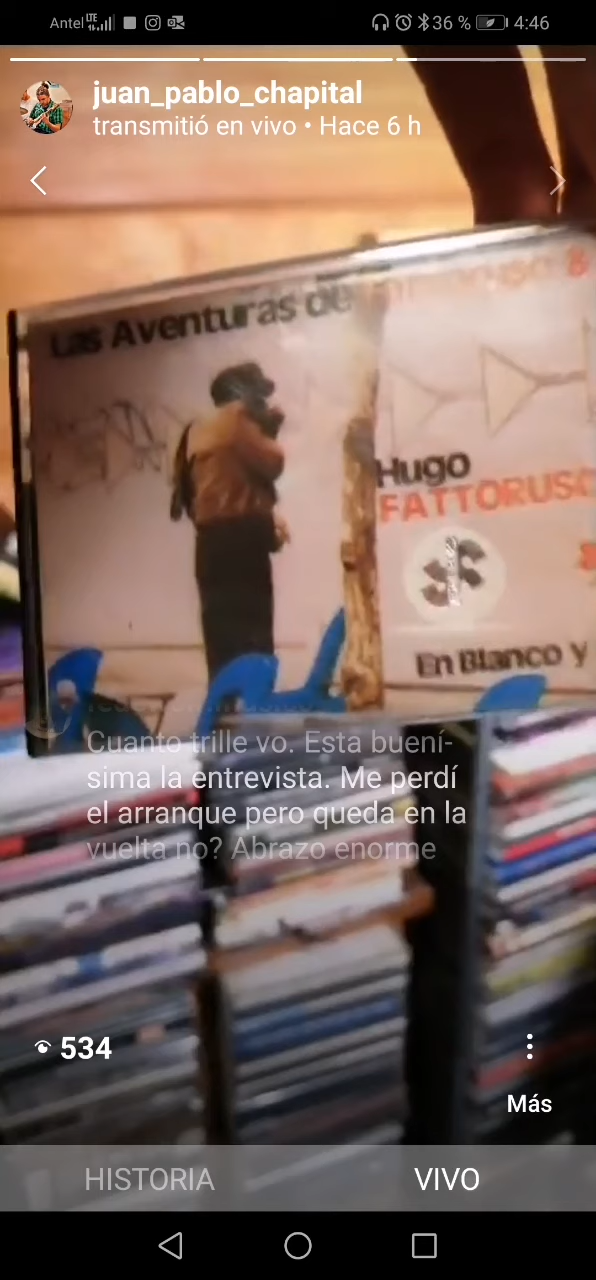 Antel LTE 36 % 4:46
juan_pablo_chapital
transmitió en vivo • Hace 6 h
Las Aventuras de
Hugo
FATTORUSO
En Blanco y
Cuanto trille vo. Esta buení-
sima la entrevista. Me perdí
el arranque pero queda en la
vuelta no? Abrazo enorme
534
Más
HISTORIA VIVO